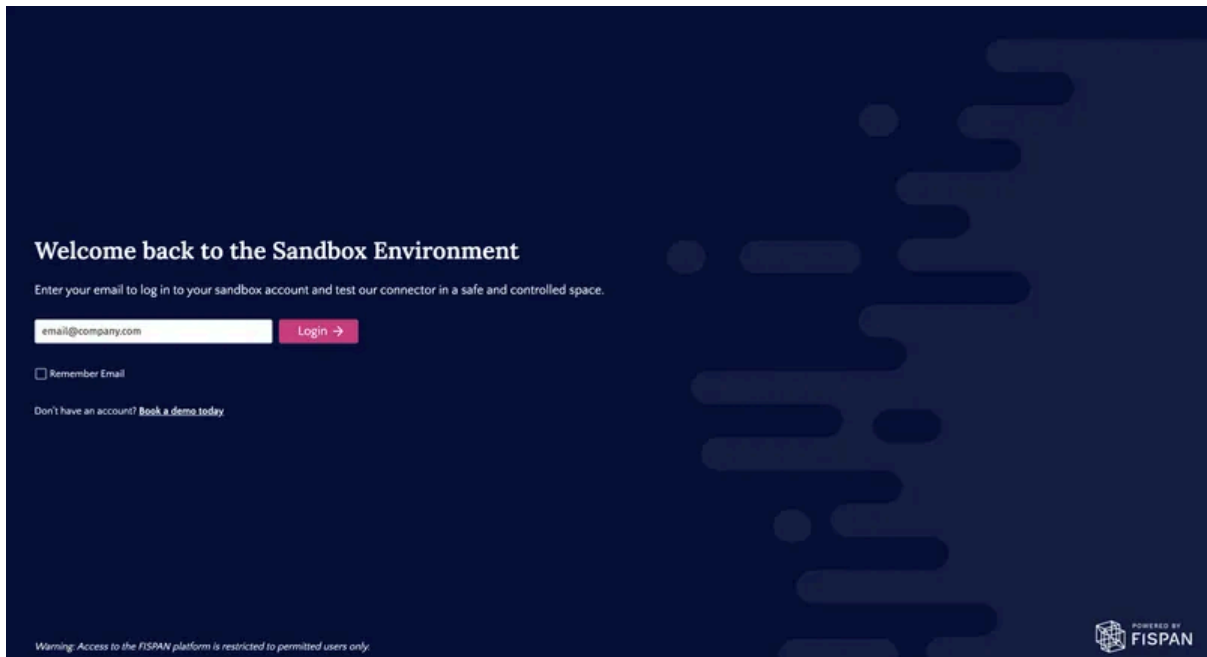 Welcome back to the Sandbox Environment
Enter your email to log in to your sandbox account and test our connector in a safe and controlled space.
email@company.com
Login →
Remember Email
Don't have an account? Book a demo today
Warning: Access to the FISPAN platform is restricted to permitted users only.
POWERED BY
FISPAN